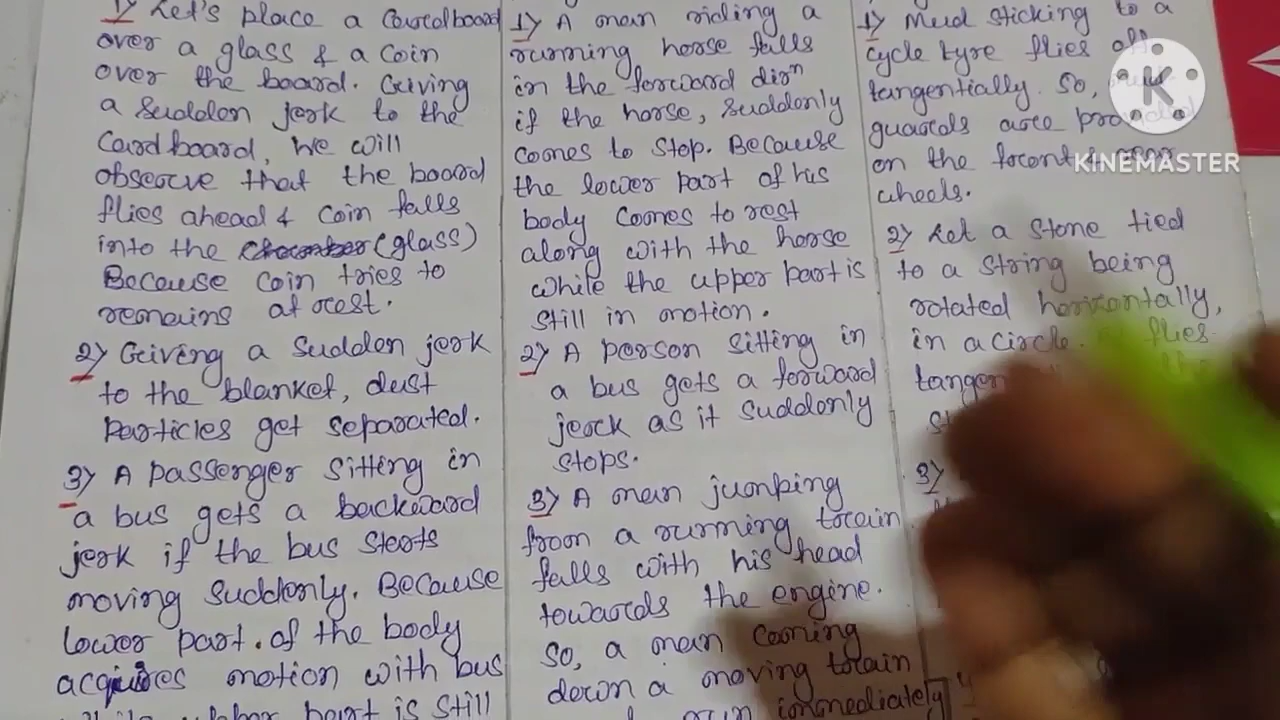 1) Let's place a Cardboard
over a glass & a coin
over the board. Giving
a sudden jerk to the
Cardboard, we will
observe that the board
flies ahead & coin falls
into the (glass)
Because coin tries to
remains at rest.
2) Giving a sudden jerk
to the blanket, dust
Particles get separated.
3) A passenger sitting in
a bus gets a backward
jerk if the bus starts
moving suddenly. Because
lower part of the body
acquires motion with bus
part is still
1) A man riding a
running horse falls
in the forward dirⁿ
if the horse, suddenly
comes to stop. Because
the lower part of his
body comes to rest
along with the horse
while the upper part is
still in motion.
2) A person sitting in
a bus gets a forward
jerk as it suddenly
stops.
3) A man jumping
from a running train
falls with his head
towards the engine.
So, a man coming
down a moving train
run immediately
1) Mud sticking to a
cycle tyre flies off
tangentially. So,
guards are
on the front
wheels.
2) Let a stone tied
to a string being
rotated horizontally,
in a circle. flies
3)
K
KINEMASTER